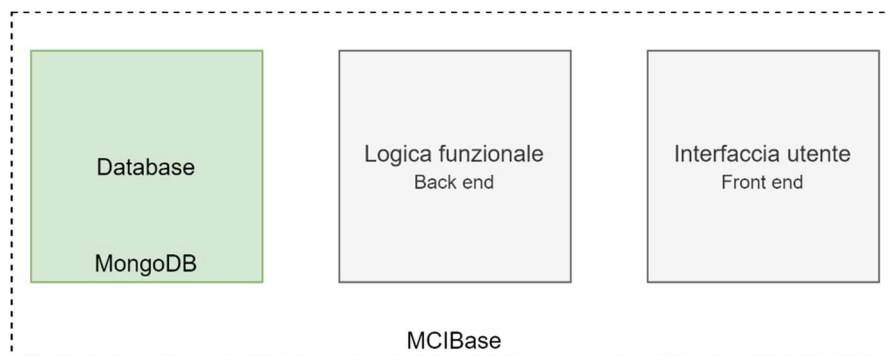 Database
MongoDB
Logica funzionale
Back end
Interfaccia utente
Front end
MCIBase